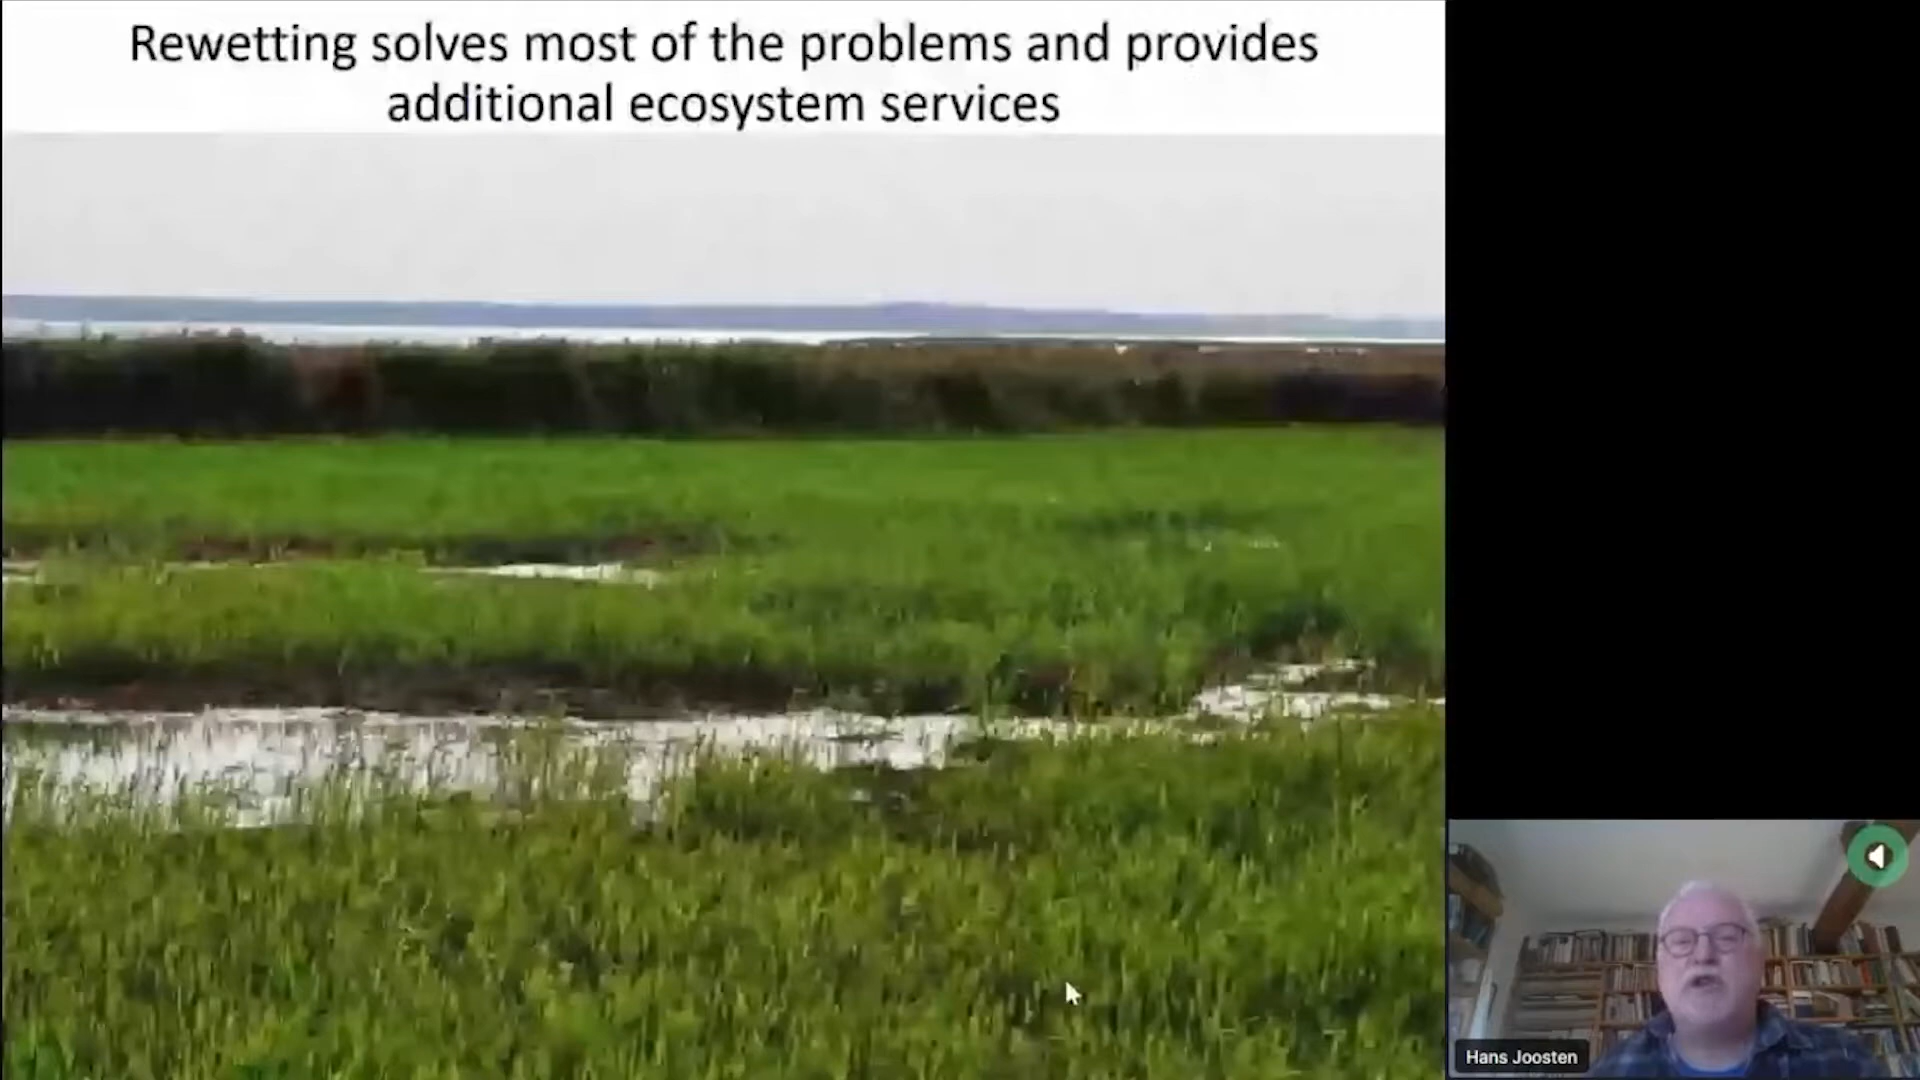 Rewetting solves most of the problems and provides
additional ecosystem services
Hans Joosten